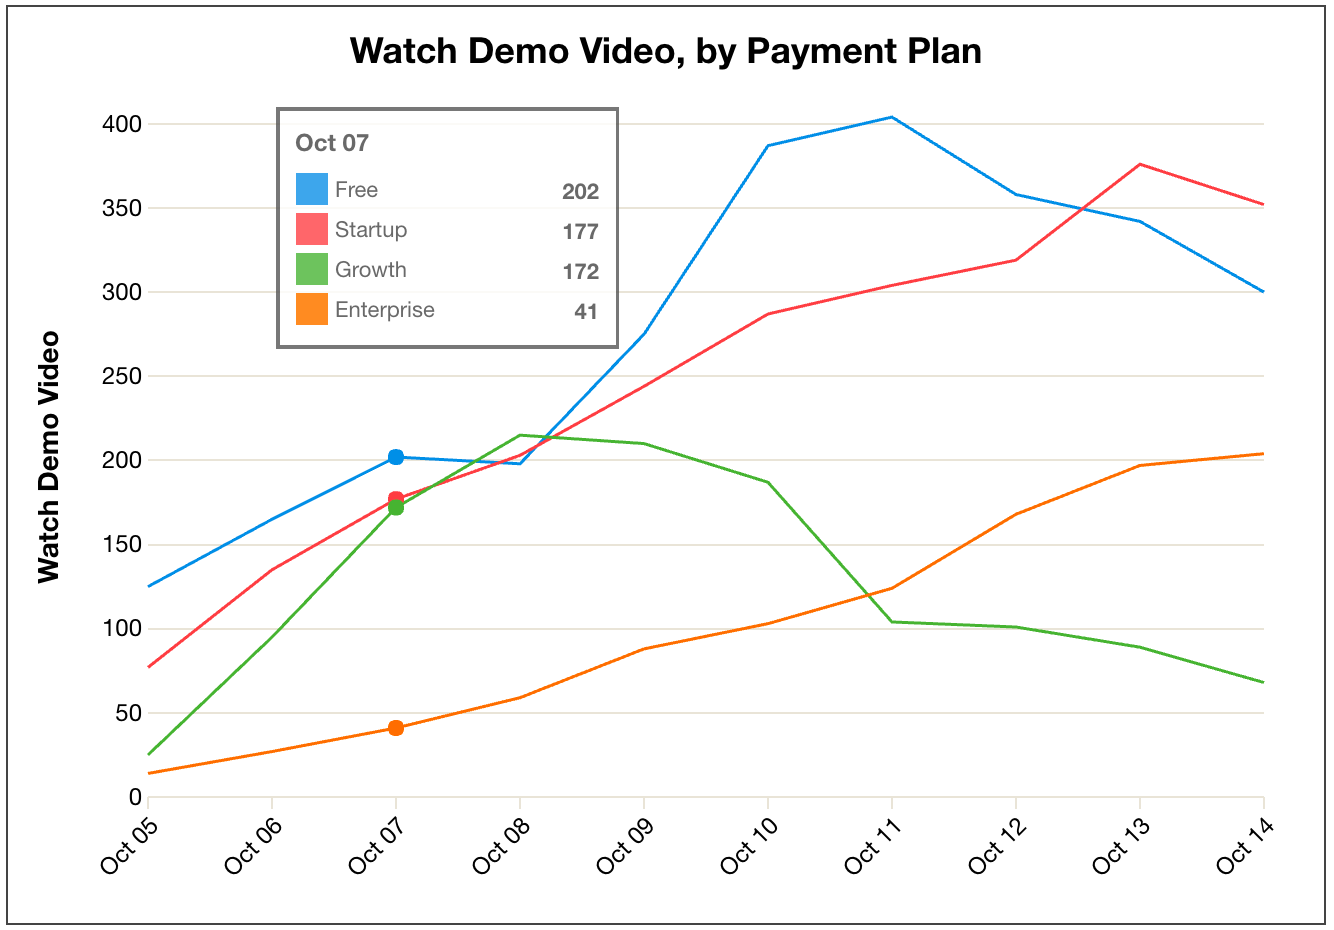 Watch Demo Video, by Payment Plan
Oct 07
Free 202
Startup 177
Growth 172
Enterprise 41
Watch Demo Video
400
350
300
250
200
150
100
50
0
Oct 05 Oct 06 Oct 07 Oct 08 Oct 09 Oct 10 Oct 11 Oct 12 Oct 13 Oct 14